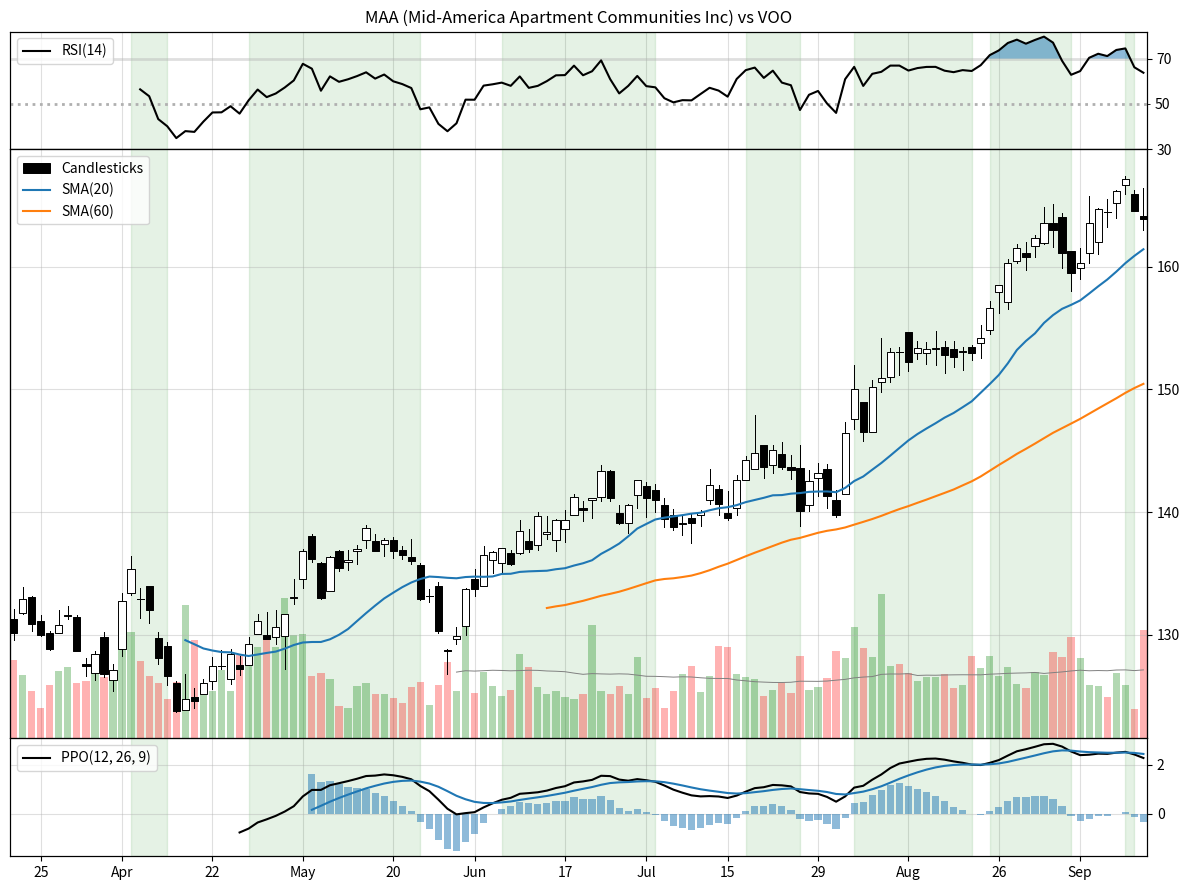 MAA (Mid-America Apartment Communities Inc) vs VOO
RSI(14)
70
50
30
Candlesticks
SMA(20)
SMA(60)
160
150
140
130
PPO(12, 26, 9)
2
0
25 Apr 22 May 20 Jun 17 Jul 15 29 Aug 26 Sep